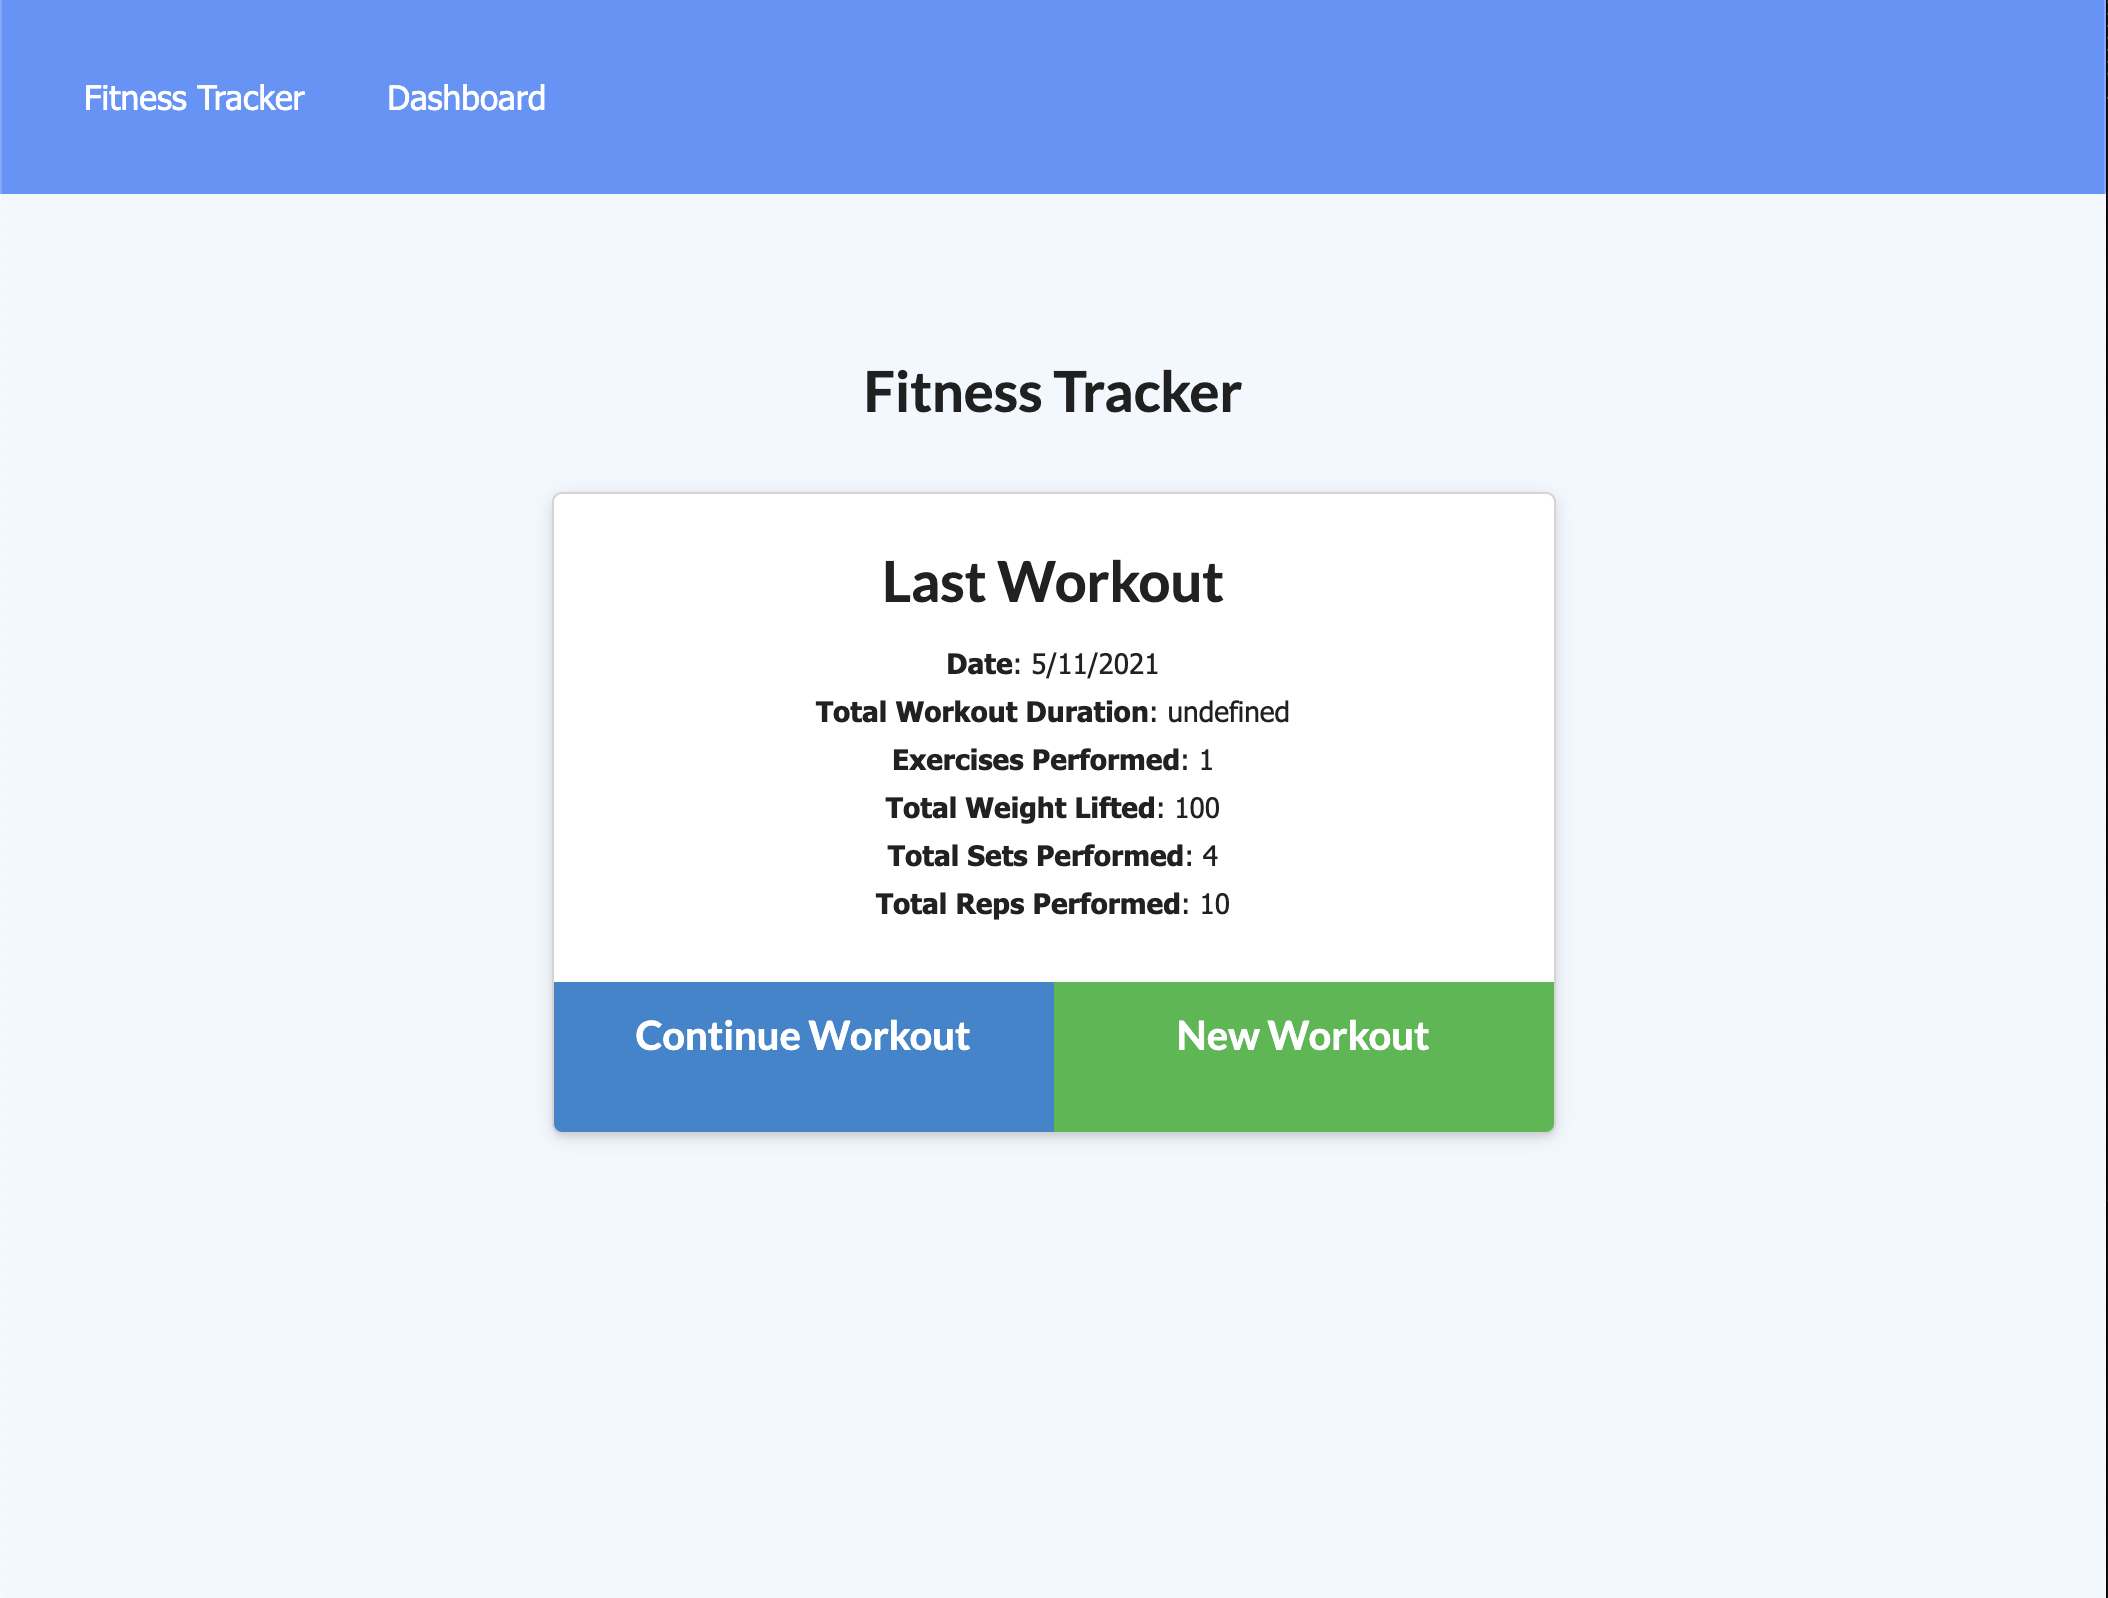 Fitness Tracker Dashboard
Fitness Tracker
Last Workout
Date: 5/11/2021
Total Workout Duration: undefined
Exercises Performed: 1
Total Weight Lifted: 100
Total Sets Performed: 4
Total Reps Performed: 10
Continue Workout New Workout